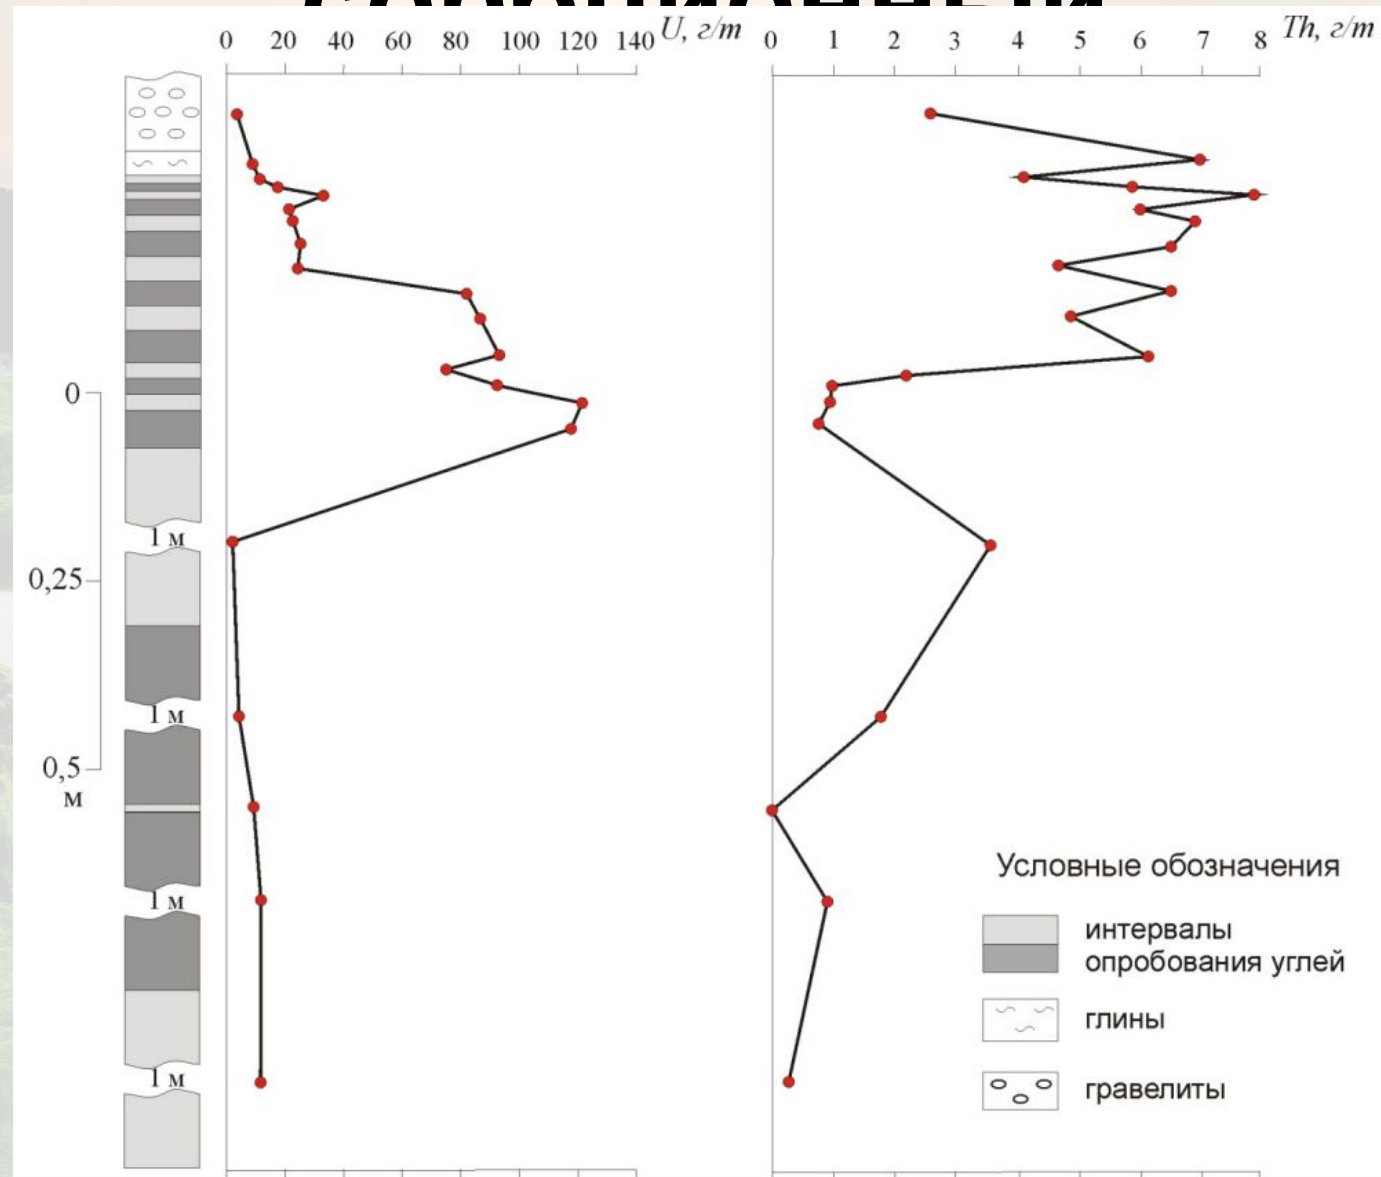 сорбционный
0 20 40 60 80 100 120 140 U, г/т
0 1 2 3 4 5 6 7 8 Th, г/т
0
1 м
0,25
1 м
0,5
м
1 м
1 м
Условные обозначения
интервалы
опробования углей
глины
гравелиты